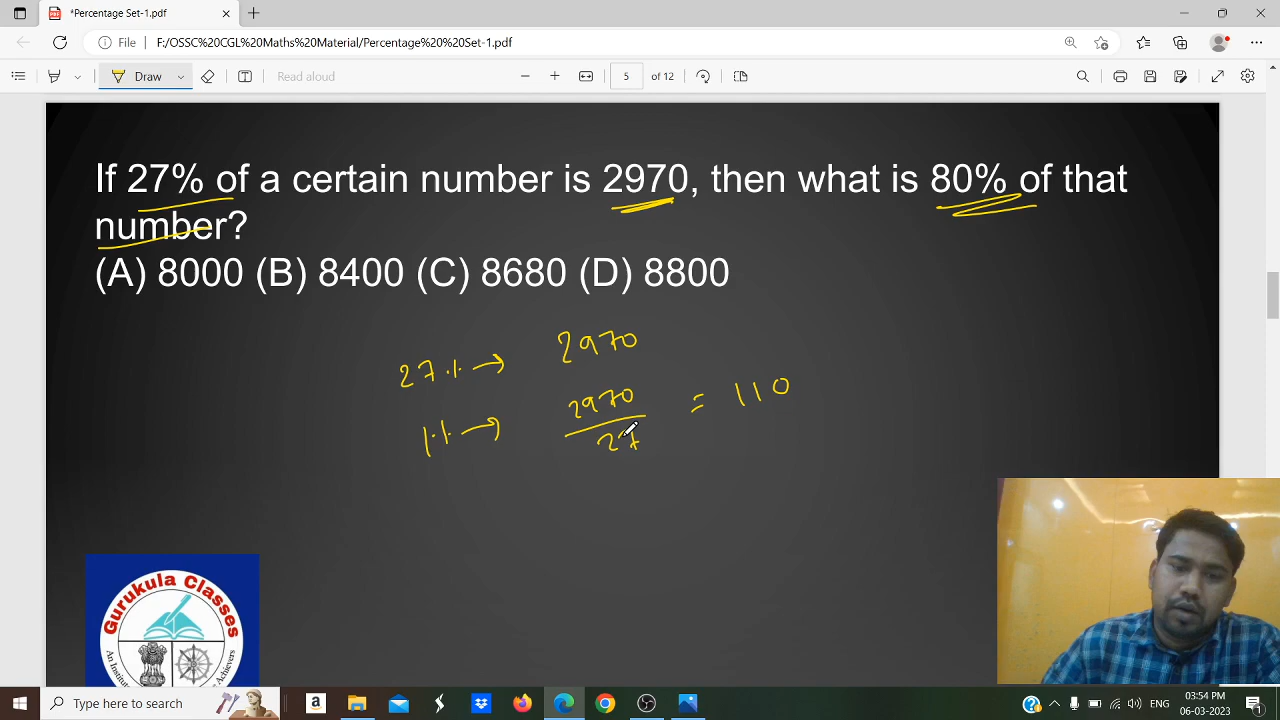 *Percentage Set-1.pdf
File F:/OSSC%20CGL%20Maths%20Material/Percentage%20%20Set-1.pdf
Draw Read aloud 5 of 12
If 27% of a certain number is 2970, then what is 80% of that
number?
(A) 8000 (B) 8400 (C) 8680 (D) 8800
27% → 2970
1% → 2970/27 = 110
Gurukula Classes
Type here to search
ENG
03:54 PM
06-03-2023